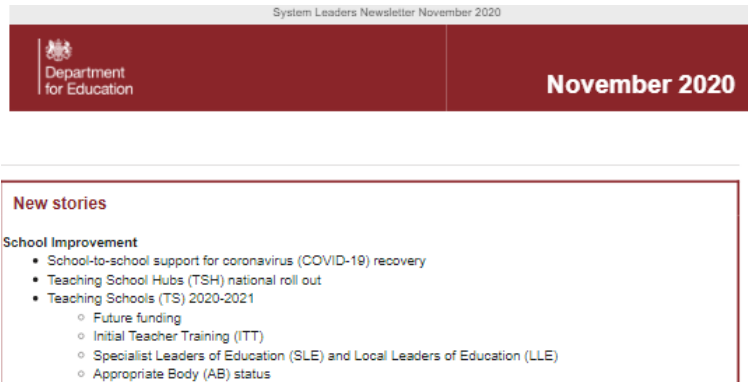 System Leaders Newsletter November 2020
Department
for Education
November 2020
New stories
School Improvement
• School-to-school support for coronavirus (COVID-19) recovery
• Teaching School Hubs (TSH) national roll out
• Teaching Schools (TS) 2020-2021
◦ Future funding
◦ Initial Teacher Training (ITT)
◦ Specialist Leaders of Education (SLE) and Local Leaders of Education (LLE)
◦ Appropriate Body (AB) status